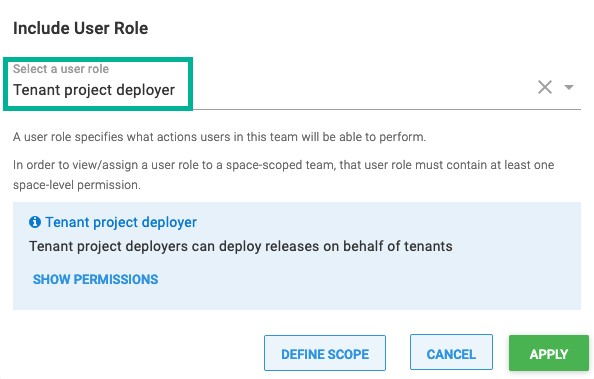 Include User Role
Select a user role
Tenant project deployer
A user role specifies what actions users in this team will be able to perform.
In order to view/assign a user role to a space-scoped team, that user role must contain at least one
space-level permission.
Tenant project deployer
Tenant project deployers can deploy releases on behalf of tenants
SHOW PERMISSIONS
DEFINE SCOPE
CANCEL
APPLY